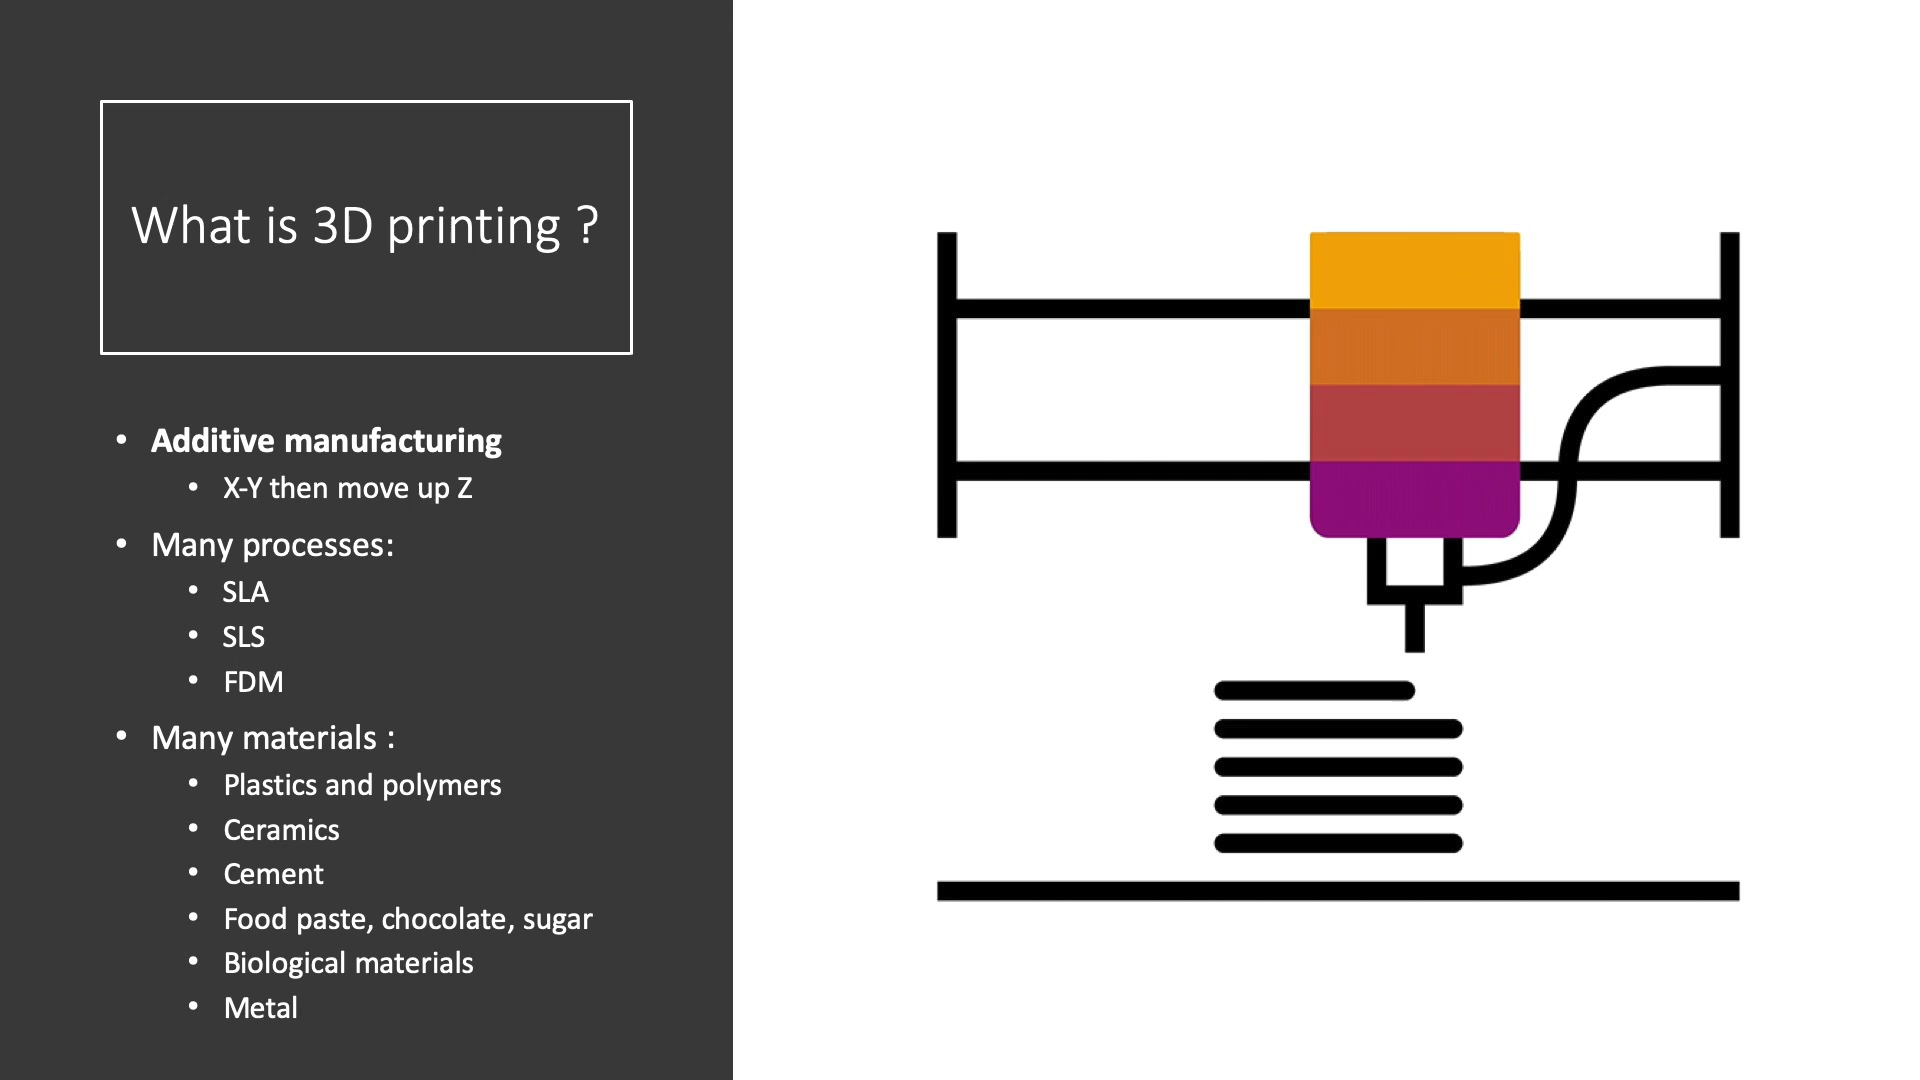 What is 3D printing ?
• Additive manufacturing
• X-Y then move up Z
• Many processes:
• SLA
• SLS
• FDM
• Many materials :
• Plastics and polymers
• Ceramics
• Cement
• Food paste, chocolate, sugar
• Biological materials
• Metal